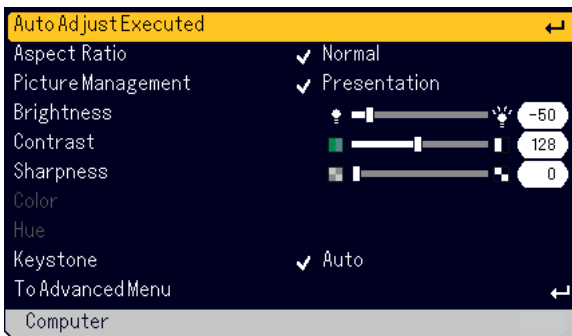 Auto Adjust Executed
Aspect Ratio Normal
Picture Management Presentation
Brightness -50
Contrast 128
Sharpness 0
Color
Hue
Keystone Auto
To Advanced Menu
Computer